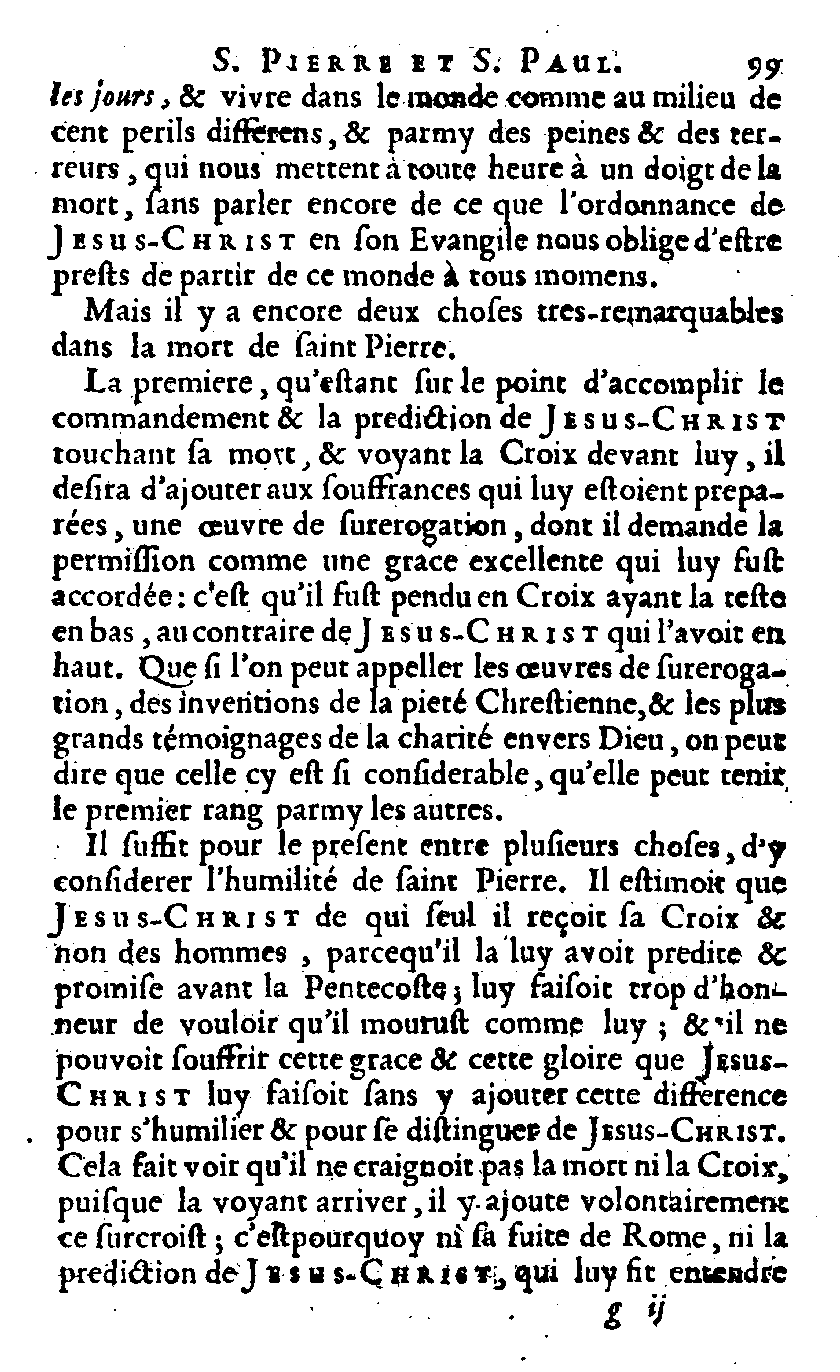 S. PIERRE ET S. PAUL. 99
les jours, & vivre dans le monde comme au milieu de
cent perils differens, & parmy des peines & des ter-
reurs, qui nous mettent à toute heure à un doigt de la
mort, ſans parler encore de ce que l'ordonnance de
JESUS-CHRIST en ſon Evangile nous oblige d'eſtre
preſts de partir de ce monde à tous momens.
Mais il y a encore deux choſes tres-remarquables
dans la mort de ſaint Pierre.
La premiere, qu'eſtant ſur le point d'accomplir le
commandement & la prediction de JESUS-CHRIST
touchant ſa mort, & voyant la Croix devant luy, il
deſira d'ajouter aux ſouffrances qui luy eſtoient prepa-
rées, une œuvre de ſurerogation, dont il demande la
permiſſion comme une grace excellente qui luy fuſt
accordée: c'eſt qu'il fuſt pendu en Croix ayant la teſte
en bas, au contraire de JESUS-CHRIST qui l'avoit en
haut. Que ſi l'on peut appeller les œuvres de ſureroga-
tion, des inventions de la pieté Chreſtienne, & les plus
grands témoignages de la charité envers Dieu, on peut
dire que celle cy eſt ſi conſiderable, qu'elle peut tenir
le premier rang parmy les autres.
Il ſuffit pour le preſent entre pluſieurs choſes, d'y
conſiderer l'humilité de ſaint Pierre. Il eſtimoit que
JESUS-CHRIST de qui ſeul il reçoit ſa Croix &
non des hommes, parcequ'il la luy avoit predite &
promiſe avant la Pentecoſte; luy faiſoit trop d'hon-
neur de vouloir qu'il mouruſt comme luy; & il ne
pouvoit ſouffrir cette grace & cette gloire que JESUS-
CHRIST luy faiſoit ſans y ajouter cette difference
pour s'humilier & pour ſe diſtinguer de JESUS-CHRIST.
Cela fait voir qu'il ne craignoit pas la mort ni la Croix,
puiſque la voyant arriver, il y ajoute volontairement
ce ſurcroiſt; c'eſtpourquoy ni ſa fuite de Rome, ni la
prediction de JESUS-CHRIST, qui luy fit entendre
g ij